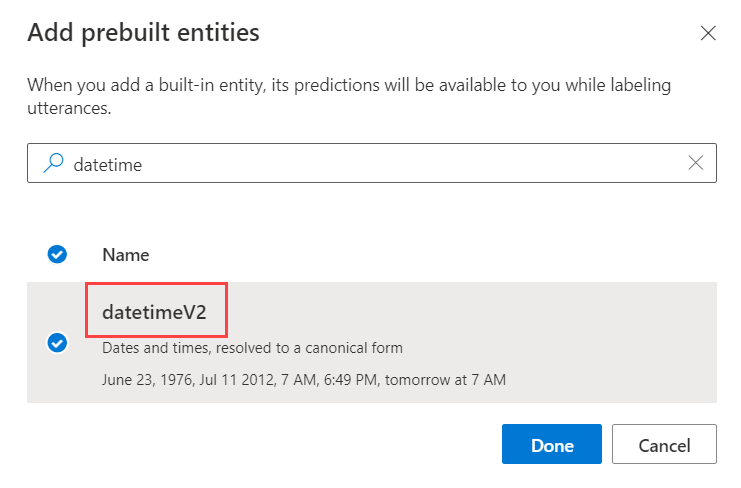 Add prebuilt entities
When you add a built-in entity, its predictions will be available to you while labeling
utterances.
datetime
Name
datetimeV2
Dates and times, resolved to a canonical form
June 23, 1976, Jul 11 2012, 7 AM, 6:49 PM, tomorrow at 7 AM
Done Cancel